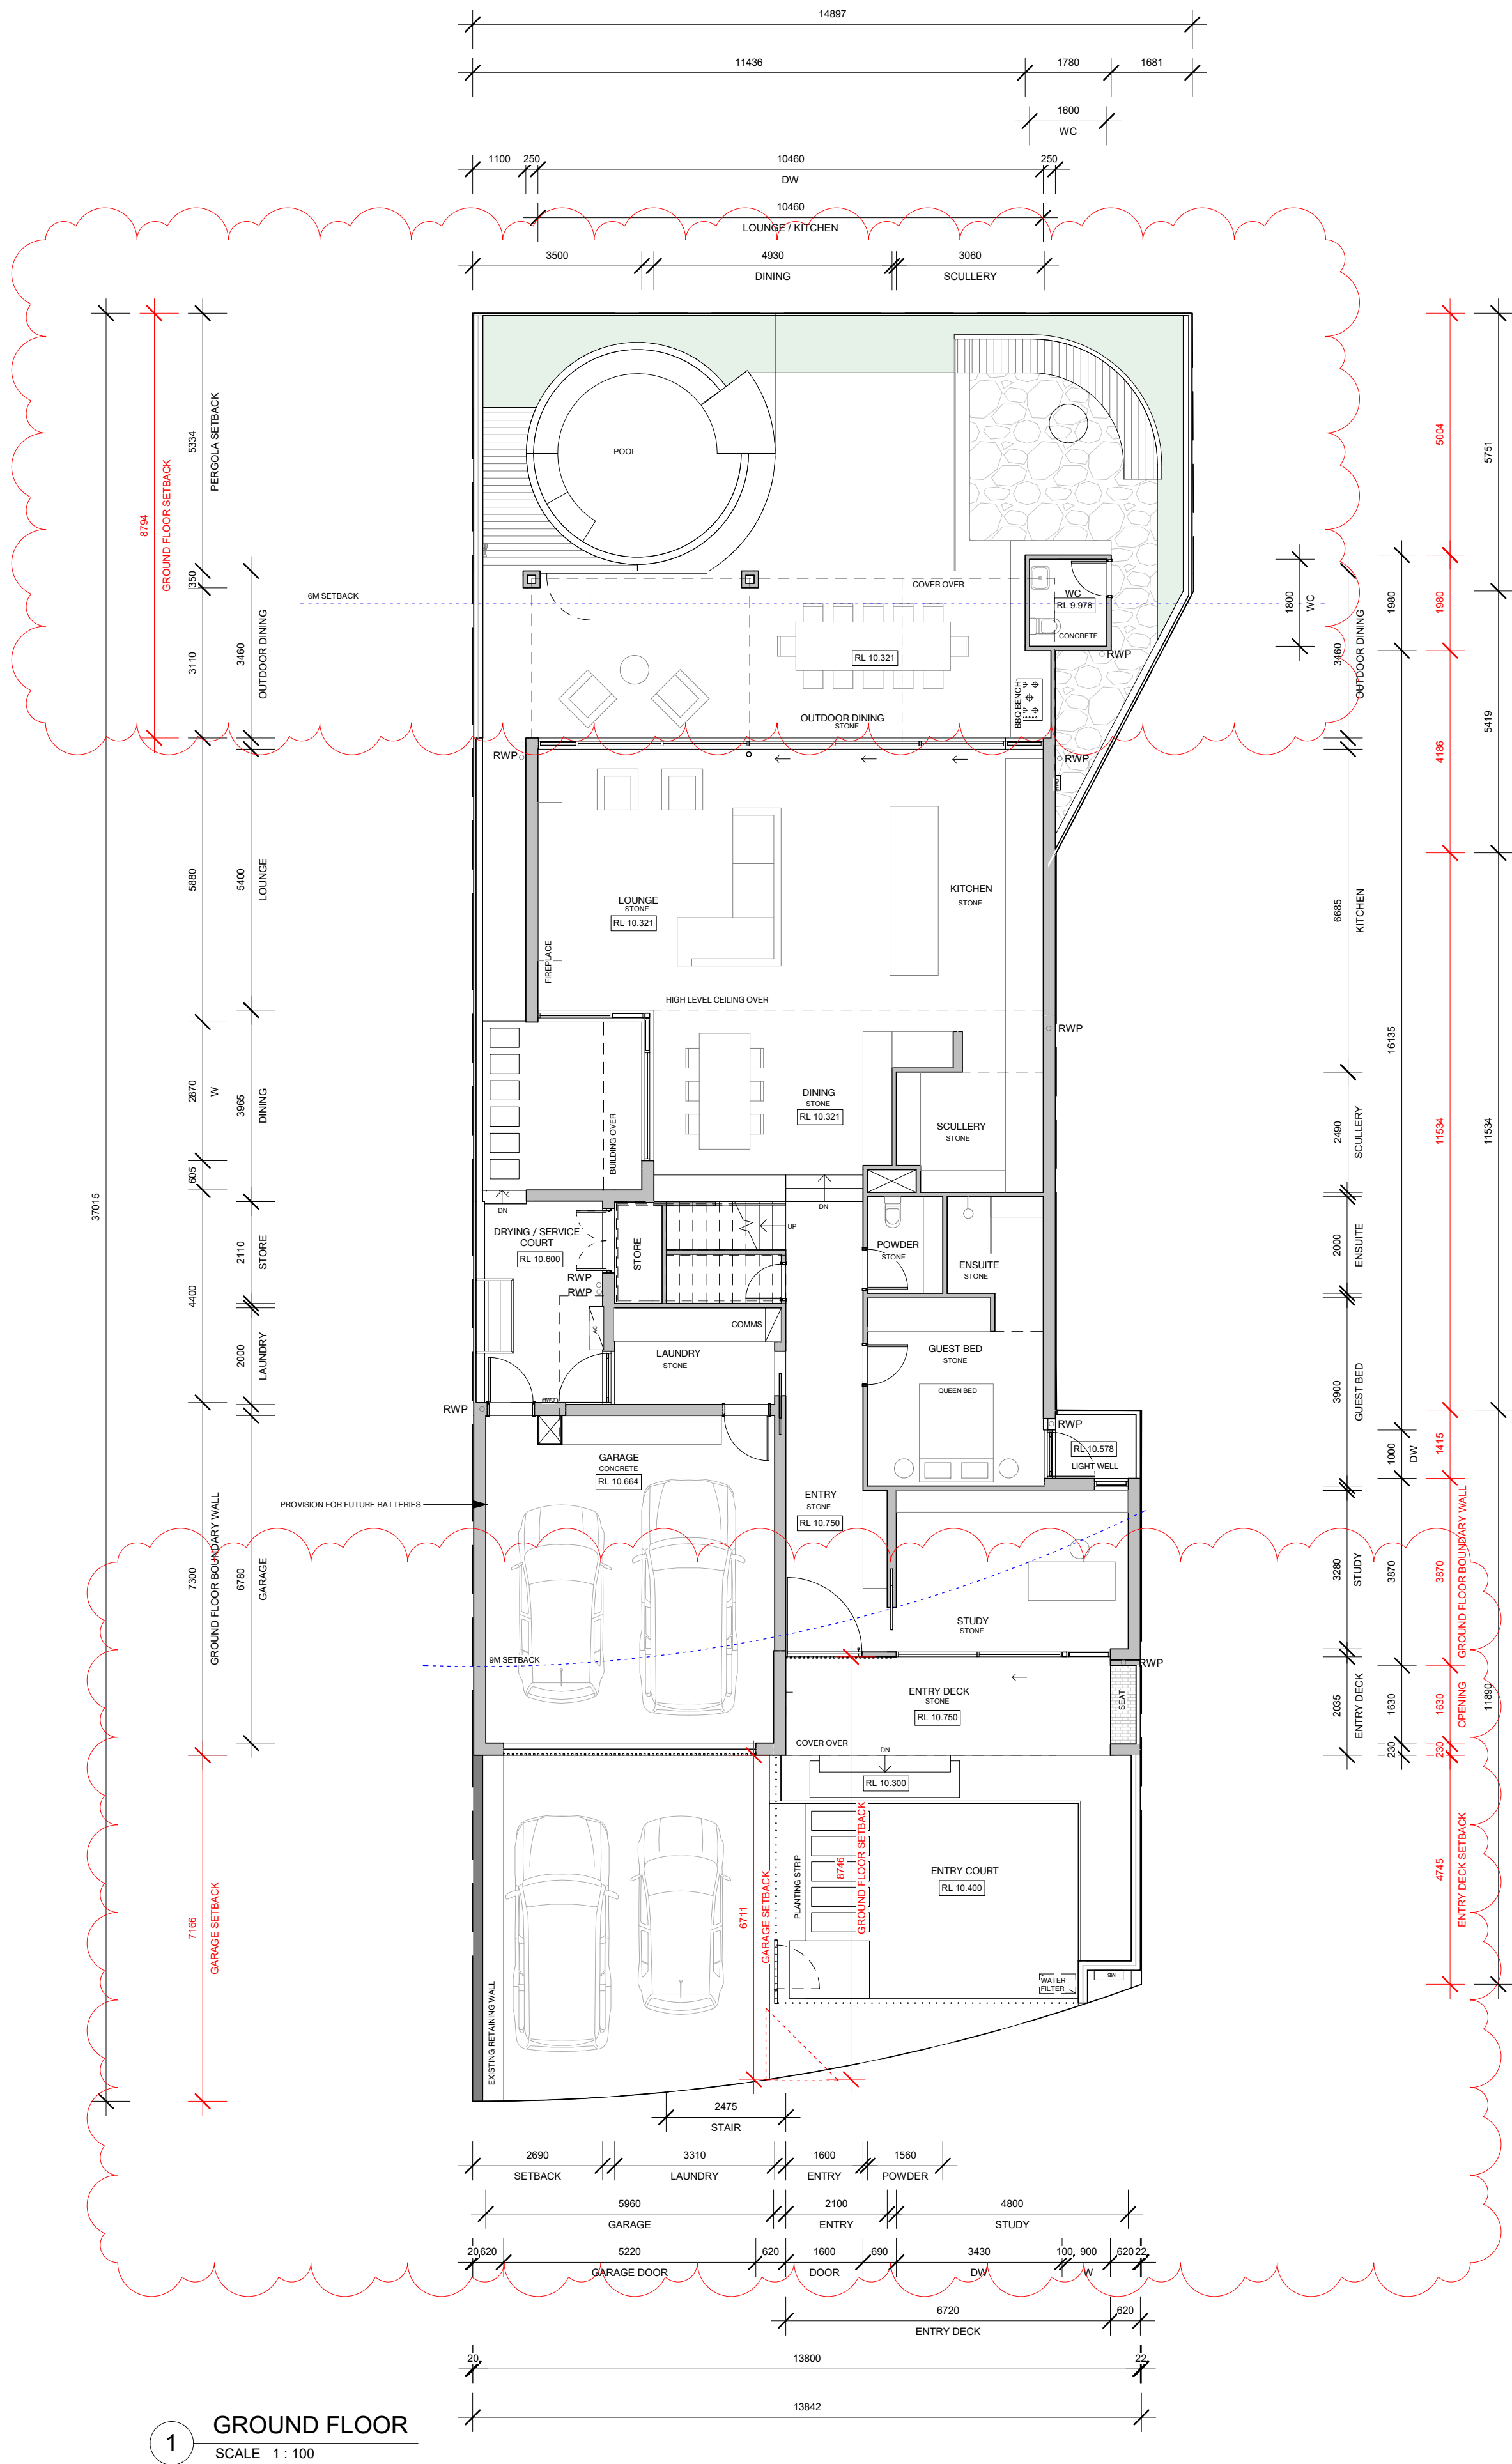 14897
11436
1780
1681
1600
WC
1100
250
10460
250
DW
10460
LOUNGE / KITCHEN
3500
4930
3060
DINING
SCULLERY
37015
8794
GROUND FLOOR SETBACK
5334
PERGOLA SETBACK
350
3110
3460
OUTDOOR DINING
5880
5400
LOUNGE
2870
W
3965
DINING
605
2110
STORE
4400
2000
LAUNDRY
7300
GROUND FLOOR BOUNDARY WALL
6780
GARAGE
7166
GARAGE SETBACK
6M SETBACK
POOL
COVER OVER
WC
RL 9.978
CONCRETE
RWP
RL 10.321
OUTDOOR DINING
STONE
BBQ BENCH
RWP
RWP
LOUNGE
STONE
RL 10.321
FIREPLACE
KITCHEN
STONE
HIGH LEVEL CEILING OVER
RWP
DINING
STONE
RL 10.321
BUILDING OVER
SCULLERY
STONE
DN
DN
UP
DRYING / SERVICE
COURT
RL 10.600
STORE
POWDER
STONE
ENSUITE
STONE
RWP
RWP
AC
COMMS
LAUNDRY
STONE
GUEST BED
STONE
QUEEN BED
RWP
RWP
RL 10.578
LIGHT WELL
GARAGE
CONCRETE
RL 10.664
PROVISION FOR FUTURE BATTERIES
ENTRY
STONE
RL 10.750
STUDY
STONE
9M SETBACK
RWP
ENTRY DECK
STONE
RL 10.750
SEAT
COVER OVER
DN
RL 10.300
PLANTING STRIP
ENTRY COURT
RL 10.400
6711
GARAGE SETBACK
8746
GROUND FLOOR SETBACK
WATER
FILTER
MB
EXISTING RETAINING WALL
1800
WC
3460
OUTDOOR DINING
1980
1980
5004
5751
4186
5419
6685
KITCHEN
16135
2490
SCULLERY
11534
11534
2000
ENSUITE
3900
GUEST BED
1000
DW
1415
3280
STUDY
3870
3870
GROUND FLOOR BOUNDARY WALL
2035
ENTRY DECK
1630
1630
OPENING
11890
230
230
4745
ENTRY DECK SETBACK
2475
STAIR
2690
3310
1600
1560
SETBACK
LAUNDRY
ENTRY
POWDER
5960
2100
4800
GARAGE
ENTRY
STUDY
20
620
5220
620
1600
690
3430
100
900
620
22
GARAGE DOOR
DOOR
DW
W
6720
620
ENTRY DECK
20
13800
22
13842
1
GROUND FLOOR
SCALE 1 : 100